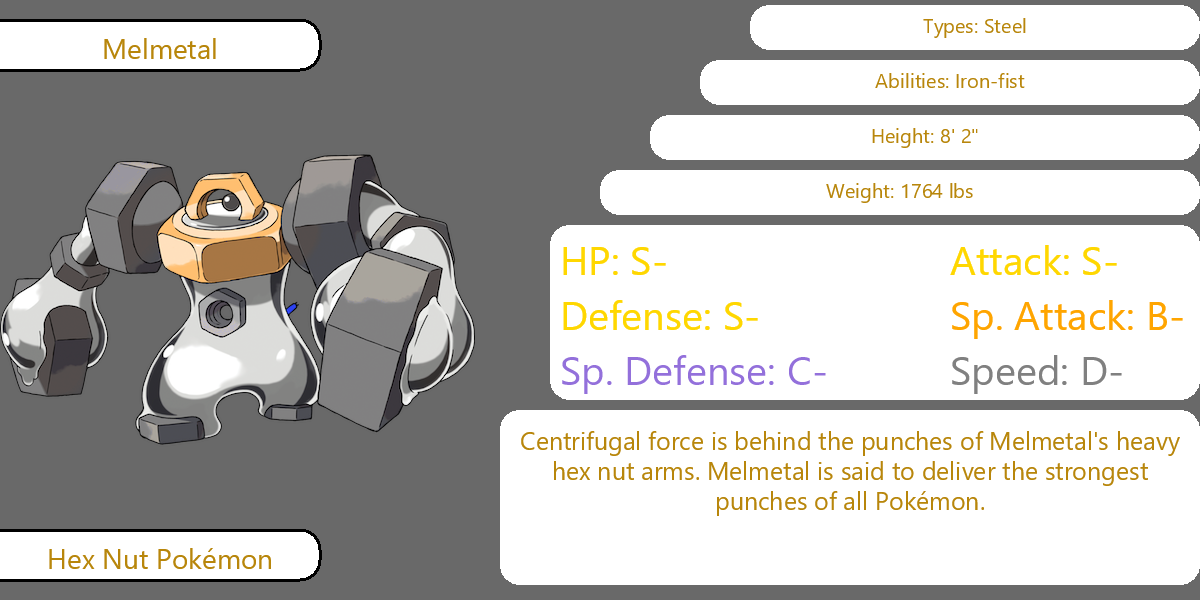 Melmetal
Types: Steel
Abilities: Iron-fist
Height: 8' 2"
Weight: 1764 lbs
HP: S-
Attack: S-
Defense: S-
Sp. Attack: B-
Sp. Defense: C-
Speed: D-
Centrifugal force is behind the punches of Melmetal's heavy
hex nut arms. Melmetal is said to deliver the strongest
punches of all Pokémon.
Hex Nut Pokémon